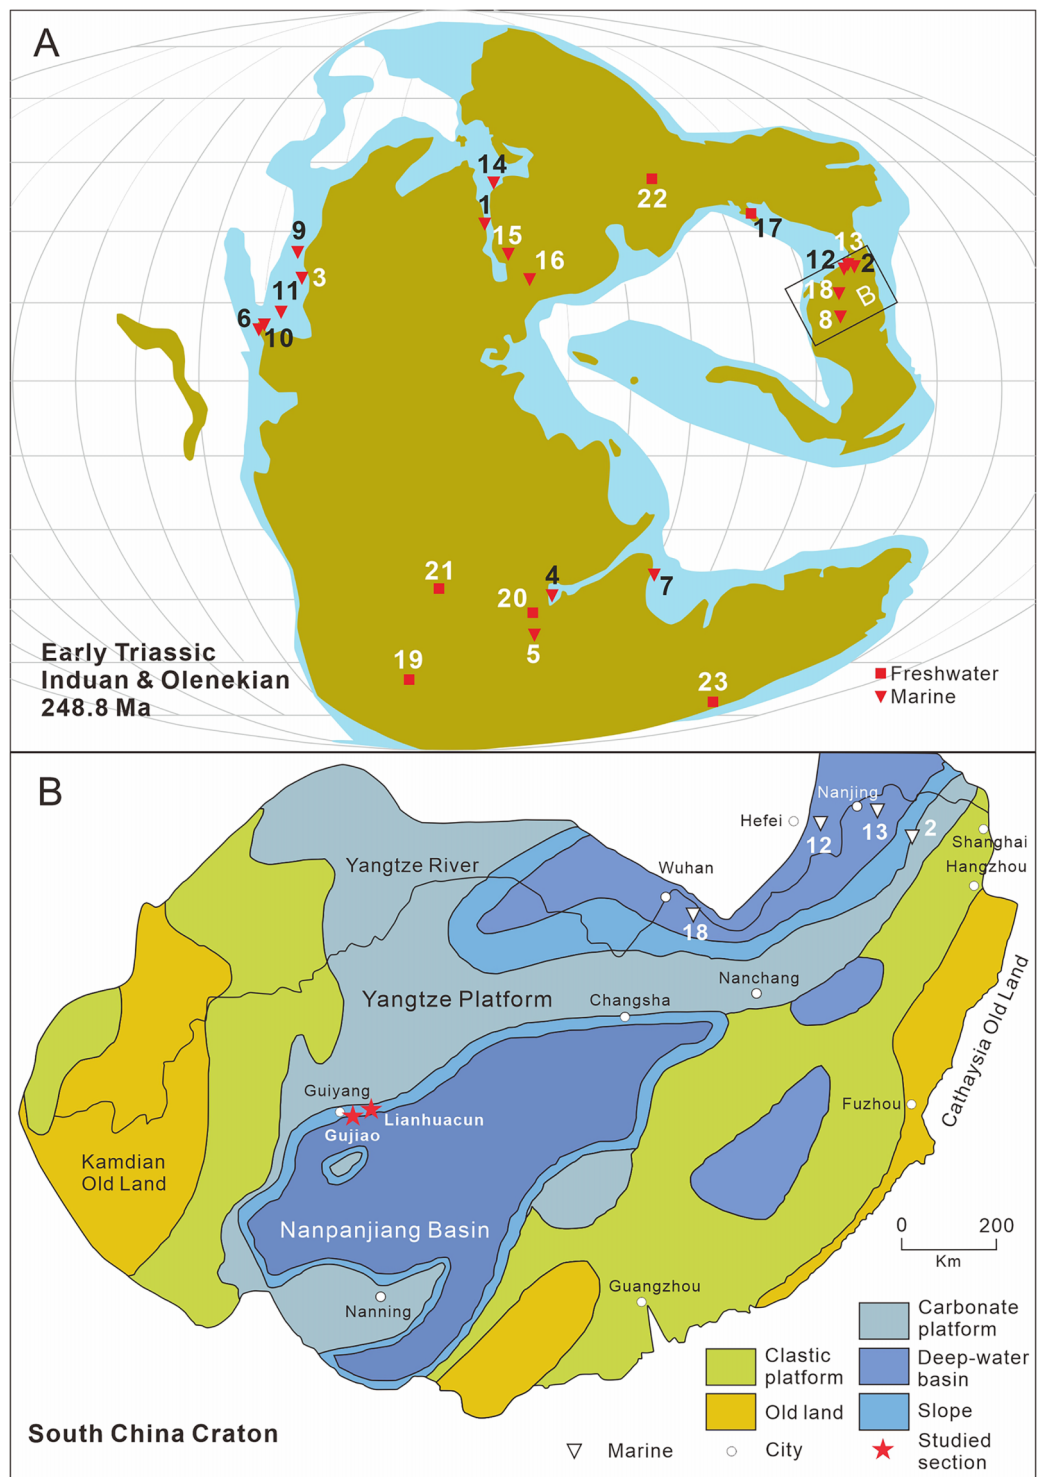 A
14
22
1
17
9
15
13
12
2
16
3
18
B
11
8
6
10
21
4
7
20
5
19
23
Early Triassic
Induan & Olenekian
248.8 Ma
Freshwater
Marine
B
Nanjing
Hefei
12
13
2
Shanghai
Hangzhou
Yangtze River
Wuhan
18
Nanchang
Yangtze Platform
Changsha
Cathaysia Old Land
Guiyang
Lianhuacun
Gujiao
Fuzhou
Kamdian
Old Land
Nanpanjiang Basin
0 200
Km
Guangzhou
Nanning
Carbonate
platform
Clastic
platform
Deep-water
basin
Old land
Slope
South China Craton
Marine
City
Studied
section